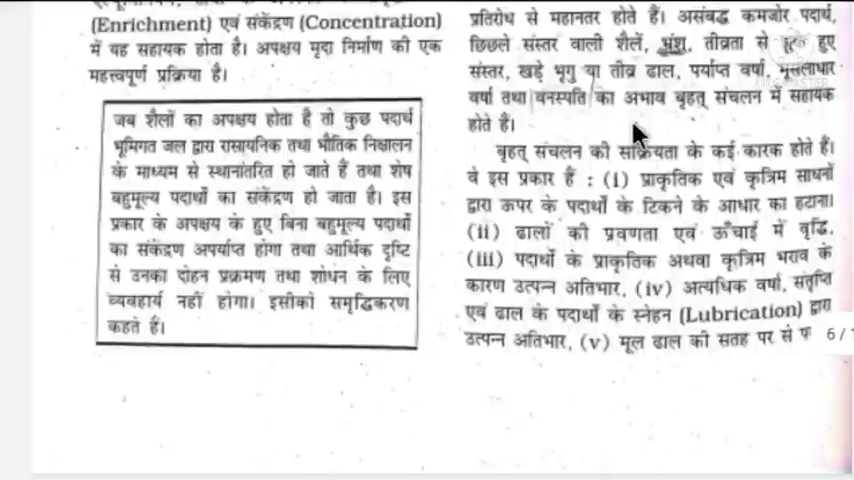 (Enrichment) एवं संकेंद्रण (Concentration)
में यह सहायक होता है। अपक्षय मृदा निर्माण की एक
महत्त्वपूर्ण प्रक्रिया है।
जब शैलों का अपक्षय होता है तो कुछ पदार्थ
भूमिगत जल द्वारा रासायनिक तथा भौतिक निक्षालन
के माध्यम से स्थानांतरित हो जाते हैं तथा शेष
बहुमूल्य पदार्थों का संकेंद्रण हो जाता है। इस
प्रकार के अपक्षय के हुए बिना बहुमूल्य पदार्थों
का संकेंद्रण अपर्याप्त होगा तथा आर्थिक दृष्टि
से उनका दोहन प्रक्रमण तथा शोधन के लिए
व्यवहार्य नहीं होगा। इसीको समृद्धिकरण
कहते हैं।
प्रतिरोध से महानतर होते हैं। असंबद्ध कमजोर पदार्थ,
छिछले संस्तर वाली शैलें, भ्रंश, तीव्रता से हुए
संस्तर, खड़े भृगु या तीव्र ढाल, पर्याप्त वर्षा, मूसलाधार
वर्षा तथा वनस्पति का अभाव बृहत् संचलन में सहायक
होते हैं।
बृहत् संचलन की सक्रियता के कई कारक होते हैं।
वे इस प्रकार हैं : (i) प्राकृतिक एवं कृत्रिम साधनों
द्वारा ऊपर के पदार्थों के टिकने के आधार का हटाना।
(ii) ढालों की प्रवणता एवं ऊँचाई में वृद्धि,
(iii) पदार्थों के प्राकृतिक अथवा कृत्रिम भराव के
कारण उत्पन्न अतिभार, (iv) अत्यधिक वर्षा, संतृप्ति
एवं ढाल के पदार्थों के स्नेहन (Lubrication) द्वारा
उत्पन्न अतिभार, (v) मूल ढाल की सतह पर से
6/1